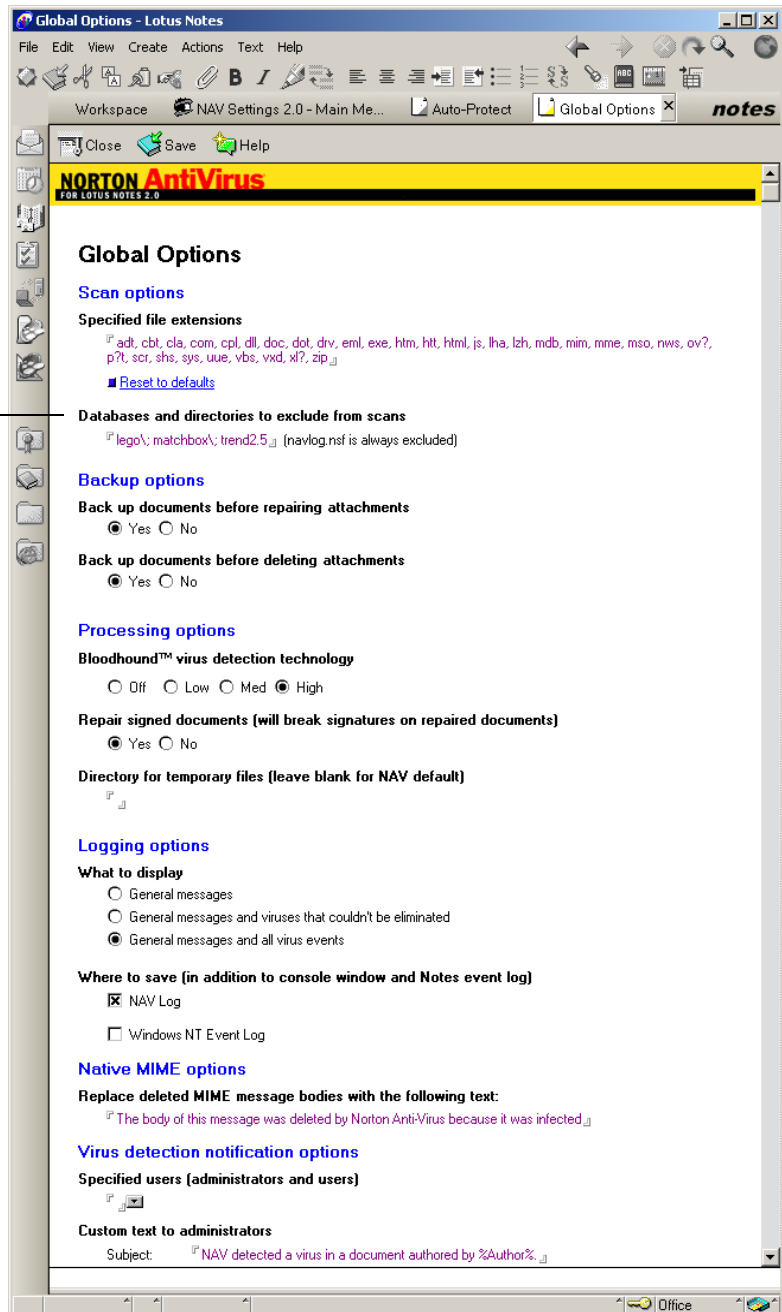 Global Options - Lotus Notes
File Edit View Create Actions Text Help
Workspace NAV Settings 2.0 - Main Me... Auto-Protect Global Options notes
Close Save Help
NORTON AntiVirus
FOR LOTUS NOTES 2.0
Global Options
Scan options
Specified file extensions
adt, cbt, cla, com, cpl, dll, doc, dot, drv, eml, exe, htm, htt, html, js, lha, lzh, mdb, mim, mme, mso, nws, ov?,
p?t, scr, shs, sys, uue, vbs, vxd, xl?, zip
Reset to defaults
Databases and directories to exclude from scans
lego\; matchbox\; trend2.5 (navlog.nsf is always excluded)
Backup options
Back up documents before repairing attachments
Yes No
Back up documents before deleting attachments
Yes No
Processing options
Bloodhound™ virus detection technology
Off Low Med High
Repair signed documents (will break signatures on repaired documents)
Yes No
Directory for temporary files (leave blank for NAV default)
Logging options
What to display
General messages
General messages and viruses that couldn't be eliminated
General messages and all virus events
Where to save (in addition to console window and Notes event log)
NAV Log
Windows NT Event Log
Native MIME options
Replace deleted MIME message bodies with the following text:
The body of this message was deleted by Norton Anti-Virus because it was infected
Virus detection notification options
Specified users (administrators and users)
Custom text to administrators
Subject: NAV detected a virus in a document authored by %Author%.
Office